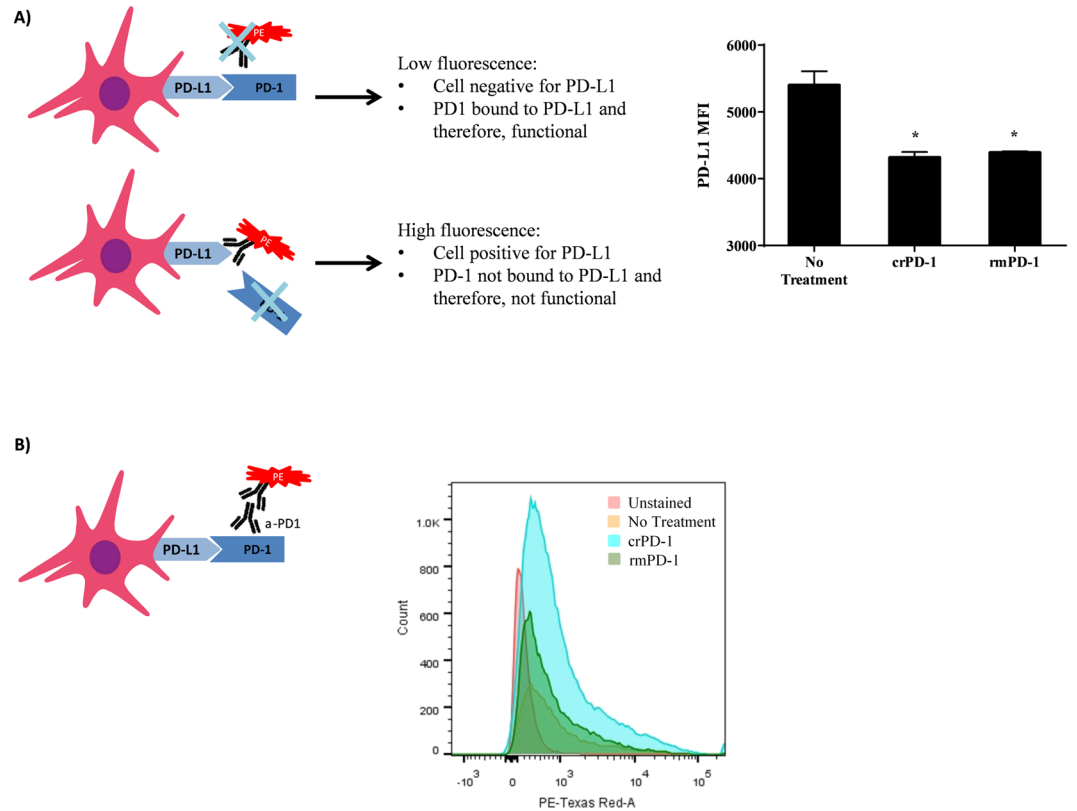 A)
PE
PD-L1
PD-1
Low fluorescence:
• Cell negative for PD-L1
• PD1 bound to PD-L1 and
therefore, functional
PE
PD-L1
High fluorescence:
• Cell positive for PD-L1
• PD-1 not bound to PD-L1 and
therefore, not functional
PD-L1 MFI
6000
5000
4000
3000
*
*
No
Treatment
crPD-1
rmPD-1
B)
PE
a-PD1
PD-L1
PD-1
Count
1.0K
800
600
400
200
0
Unstained
No Treatment
crPD-1
rmPD-1
-10³
0
10³
10⁴
10⁵
PE-Texas Red-A